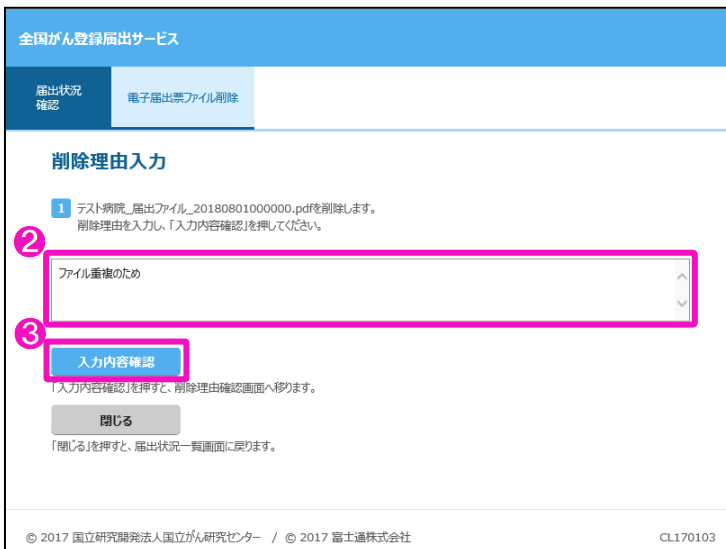 全国がん登録届出サービス
届出状況
確認
電子届出票ファイル削除
削除理由入力
1 テスト病院_届出ファイル_20180801000000.pdfを削除します。
削除理由を入力し、「入力内容確認」を押してください。
2
ファイル重複のため
3
入力内容確認
「入力内容確認」を押すと、削除理由確認画面へ移ります。
閉じる
「閉じる」を押すと、届出状況一覧画面に戻ります。
© 2017 国立研究開発法人国立がん研究センター / © 2017 富士通株式会社 CL170103